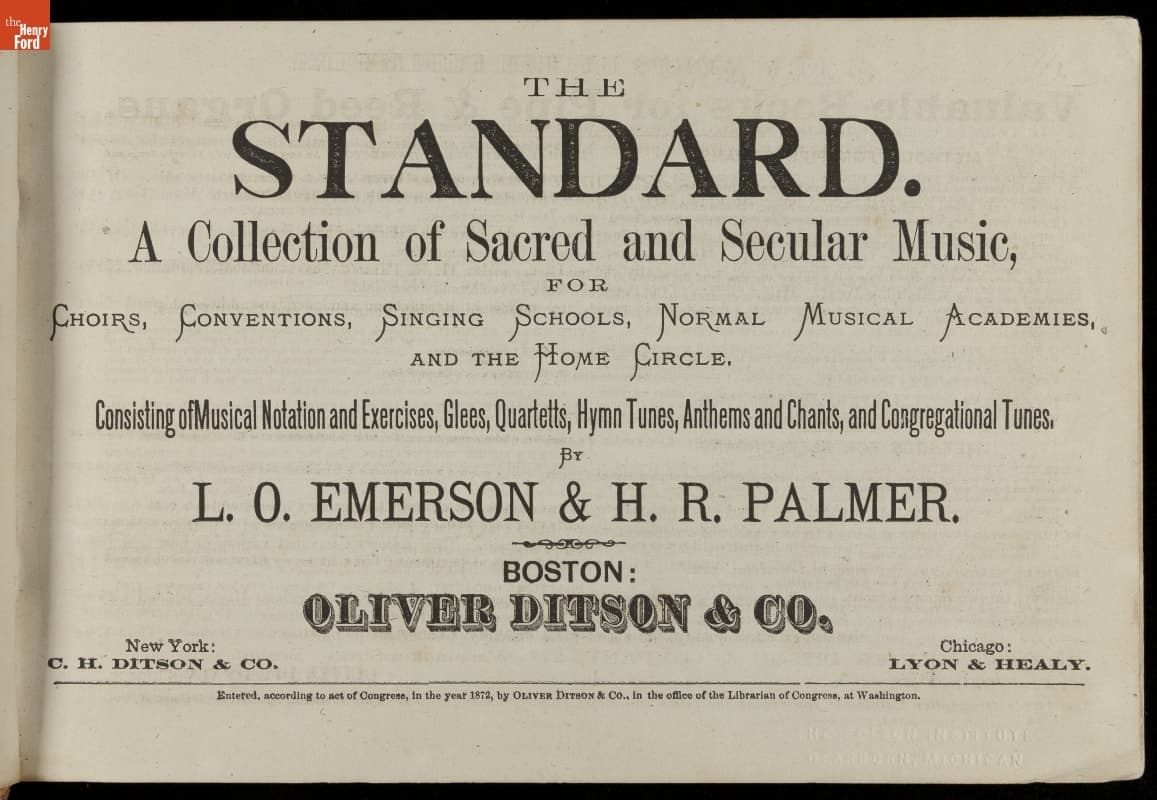 the
Henry
Ford
THE
STANDARD.
A Collection of Sacred and Secular Music,
FOR
CHOIRS, CONVENTIONS, SINGING SCHOOLS, NORMAL MUSICAL ACADEMIES,
AND THE HOME CIRCLE.
Consisting of Musical Notation and Exercises, Glees, Quartetts, Hymn Tunes, Anthems and Chants, and Congregational Tunes.
BY
L. O. EMERSON & H. R. PALMER.
BOSTON:
OLIVER DITSON & CO.
New York:
C. H. DITSON & CO.
Chicago:
LYON & HEALY.
Entered, according to act of Congress, in the year 1872, by OLIVER DITSON & CO., in the office of the Librarian of Congress, at Washington.
DEARBORN, MICHIGAN